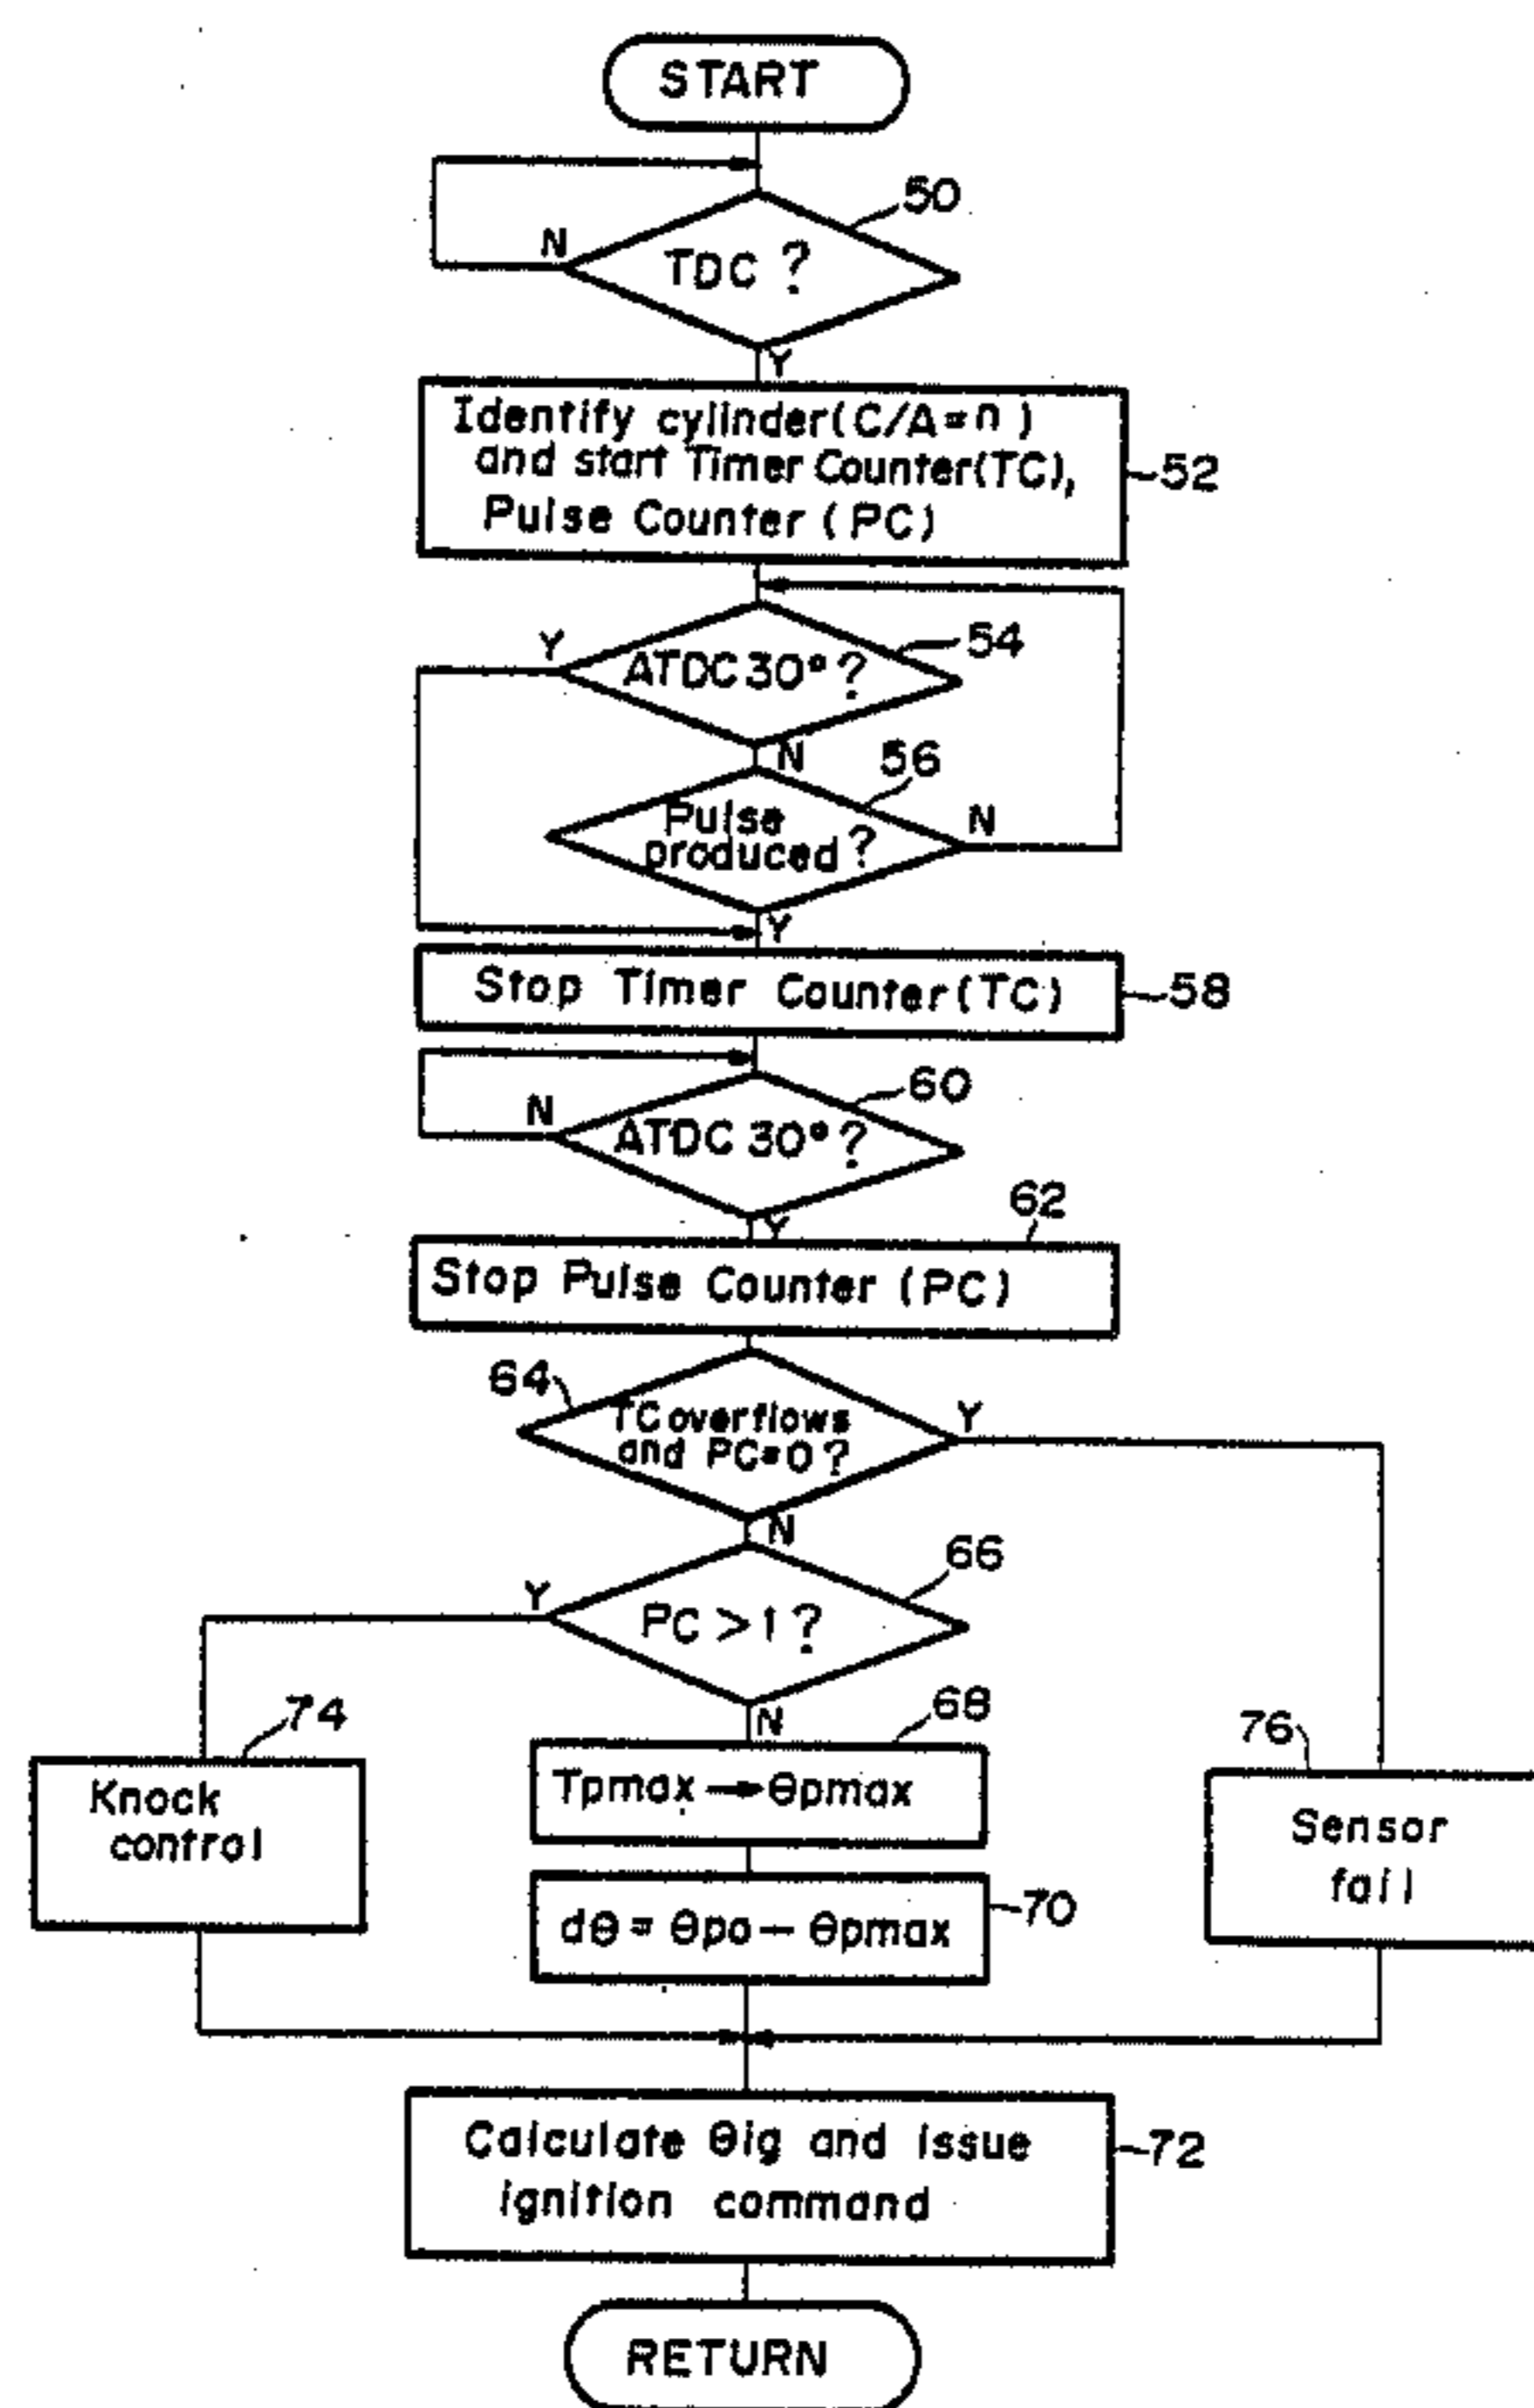 START
50
N
TDC ?
Y
Identify cylinder(C/A=n)
and start Timer Counter(TC),
Pulse Counter (PC)
52
Y
54
ATDC 30° ?
N
56
Pulse
produced ?
N
Y
Stop Timer Counter(TC)
58
60
N
ATDC 30° ?
Y
62
Stop Pulse Counter (PC)
64
TC overflows
and PC=0 ?
Y
N
66
Y
PC > 1 ?
N
68
74
76
Tpmax → θpmax
Knock
control
Sensor
fail
dθ = θpo − θpmax
70
Calculate θig and issue
ignition command
72
RETURN